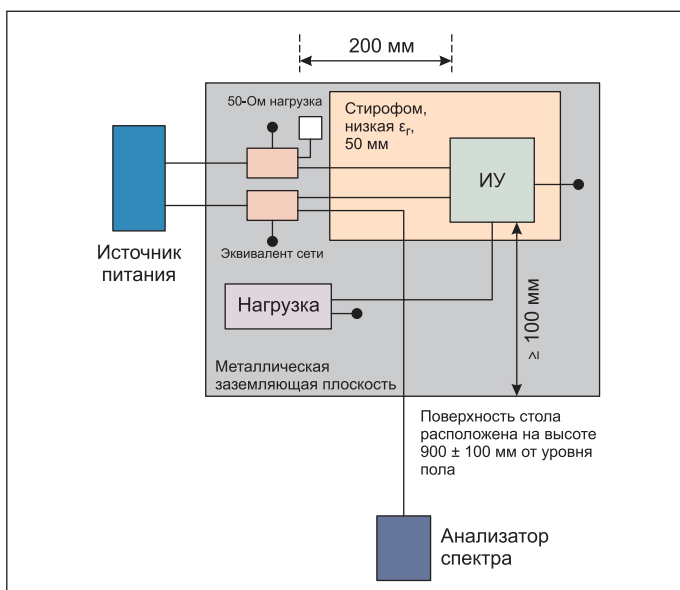 200 мм
50-Ом нагрузка
Стирофом,
низкая εr,
50 мм
ИУ
Источник
питания
Эквивалент сети
Нагрузка
≥ 100 мм
Металлическая
заземляющая плоскость
Поверхность стола
расположена на высоте
900 ± 100 мм от уровня
пола
Анализатор
спектра